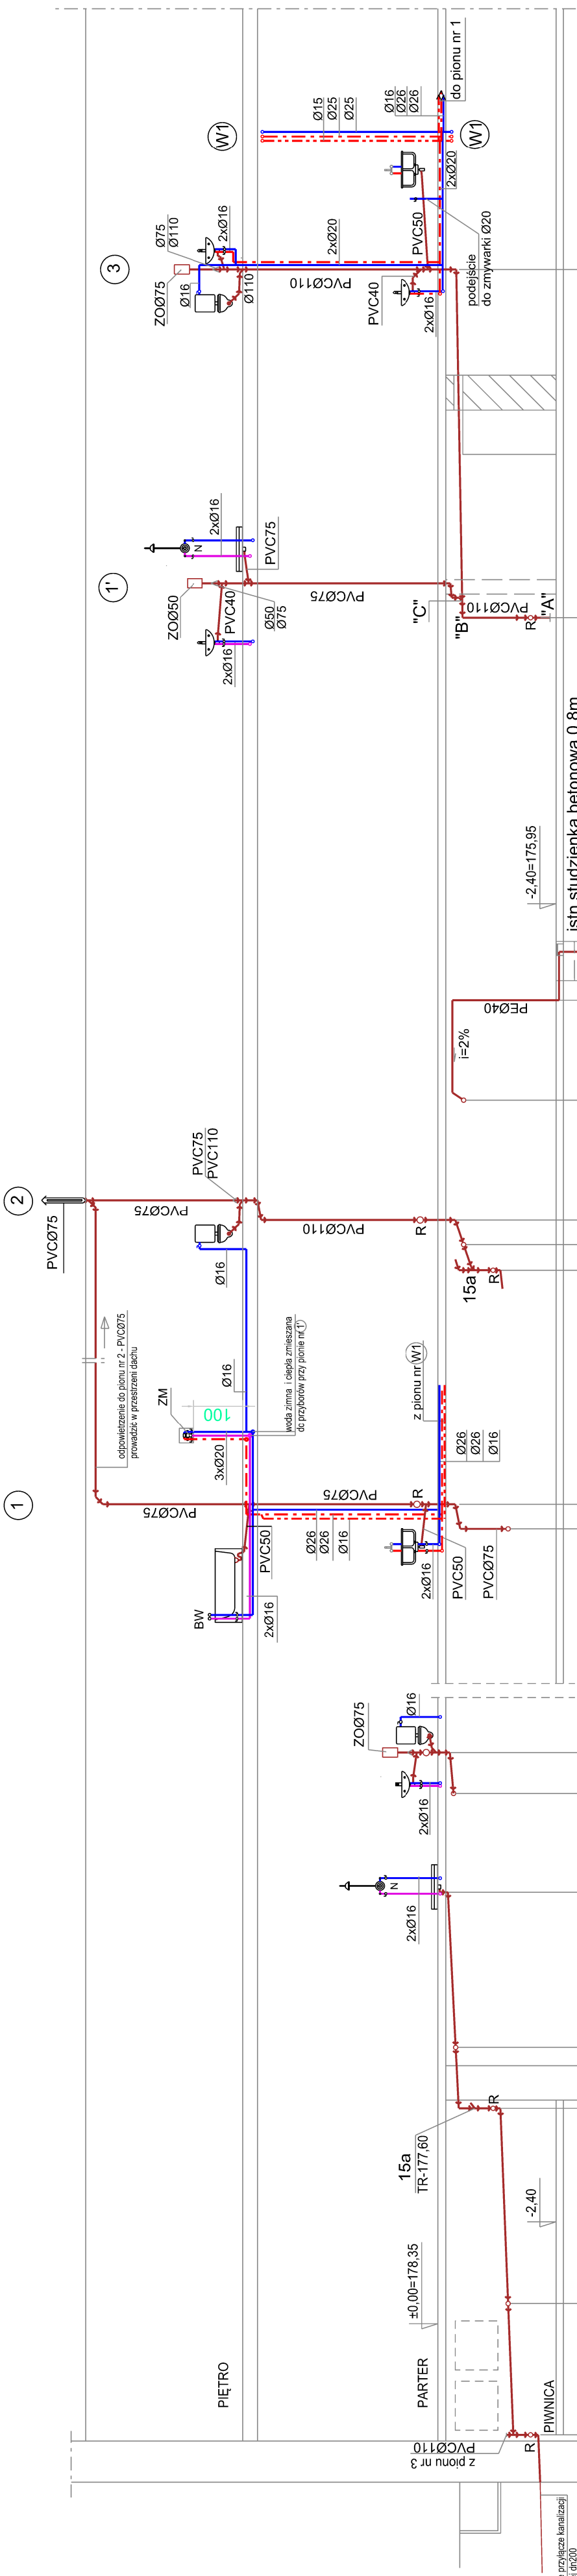 PVCØ75
2
1
1'
3
odpowietrzenie do pionu nr 2 - PVCØ75
prowadzić w przestrzeni dachu
PVCØ75
PVCØ75
PVC75
PVC110
Ø16
Ø16
ZM
100
3xØ20
woda zimna i ciepła zmieszana
do przyborów przy pionie nr 1'
BW
2xØ16
PVC50
PVCØ75
Ø26
Ø26
Ø16
R
z pionu nr W1
Ø26
Ø26
Ø16
2xØ16
PVC50
PVCØ75
PVCØ110
R
15a
R
ZOØ50
2xØ16
PVC40
Ø50
Ø75
N
2xØ16
PVC75
PVCØ75
"C"
"B"
PVCØ110
R
"A"
ZOØ75
Ø75
Ø110
Ø16
2xØ16
Ø110
2xØ20
PVCØ110
PVC40
2xØ16
PVC50
podejście
do zmywarki Ø20
2xØ20
W1
Ø15
Ø25
Ø25
Ø16
Ø26
Ø26
do pionu nr 1
W1
i=2%
PEØ40
-2,40=175,95
istn studzienka betonowa 0,8m
ZOØ75
Ø16
2xØ16
N
2xØ16
15a
TR-177,60
R
-2,40
±0,00=178,35
PIĘTRO
PARTER
PIWNICA
z pionu nr 3
PVCØ110
R
przyłącze kanalizacji
dn200